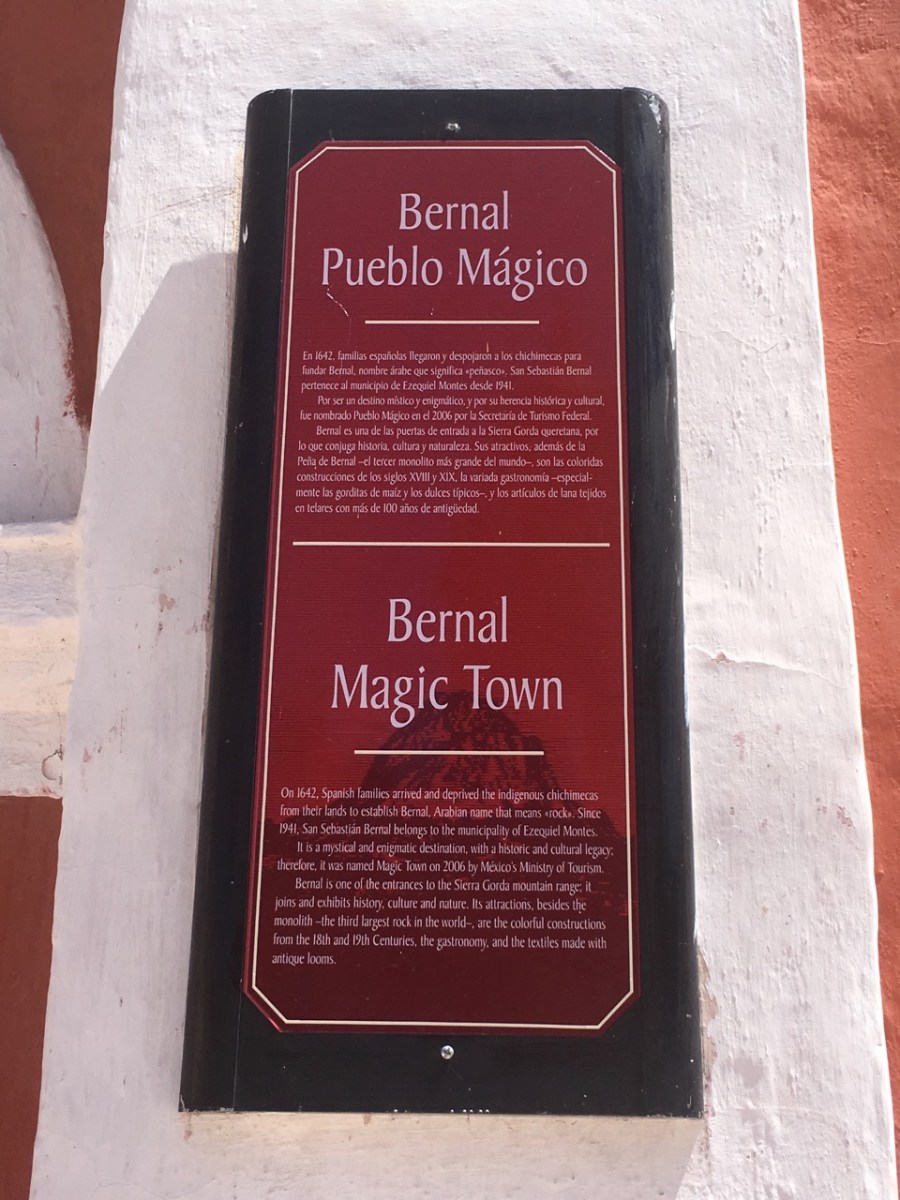 Bernal
Pueblo Mágico
En 1642, familias españolas llegaron y despojaron a los chichimecas para
fundar Bernal, nombre árabe que significa «peñasco», San Sebastián Bernal
pertenece al municipio de Ezequiel Montes desde 1941.
Por ser un destino místico y enigmático, y por su herencia histórica y cultural,
fue nombrado Pueblo Mágico en el 2006 por la Secretaría de Turismo Federal.
Bernal es una de las puertas de entrada a la Sierra Gorda queretana, por
lo que conjuga historia, cultura y naturaleza. Sus atractivos, además de la
Peña de Bernal –el tercer monolito más grande del mundo–, son las coloridas
construcciones de los siglos XVIII y XIX, la variada gastronomía –especial-
mente las gorditas de maíz y los dulces típicos–, y los artículos de lana tejidos
en telares con más de 100 años de antigüedad.
Bernal
Magic Town
On 1642, Spanish families arrived and deprived the indigenous chichimecas
from their lands to establish Bernal, Arabian name that means «rock». Since
1941, San Sebastián Bernal belongs to the municipality of Ezequiel Montes.
It is a mystical and enigmatic destination, with a historic and cultural legacy;
therefore, it was named Magic Town on 2006 by México's Ministry of Tourism.
Bernal is one of the entrances to the Sierra Gorda mountain range; it
joins and exhibits history, culture and nature. Its attractions, besides the
monolith –the third largest rock in the world–, are the colorful constructions
from the 18th and 19th Centuries, the gastronomy, and the textiles made with
antique looms.